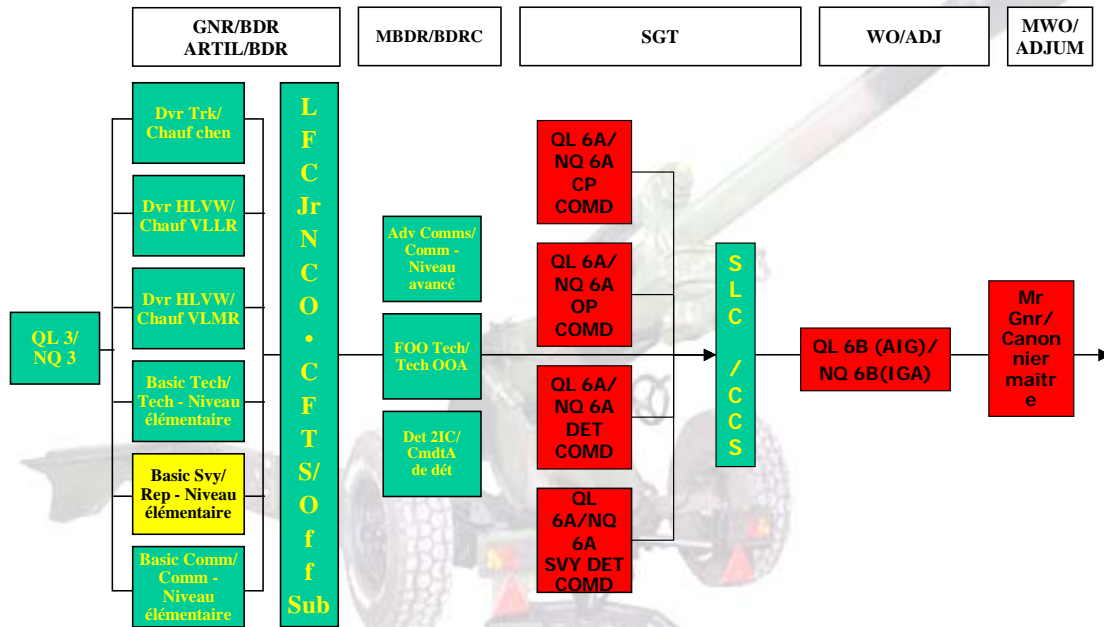 GNR/BDR
ARTIL/BDR
MBDR/BDRC
SGT
WO/ADJ
MWO/
ADJUM
QL 3/
NQ 3
Dvr Trk/
Chauf chen
Dvr HLVW/
Chauf VLLR
Dvr HLVW/
Chauf VLMR
Basic Tech/
Tech - Niveau
élémentaire
Basic Svy/
Rep - Niveau
élémentaire
Basic Comm/
Comm -
Niveau
élémentaire
L
F
C
Jr
N
C
O
•
C
F
T
S/
O
f
f
Sub
Adv Comms/
Comm -
Niveau
avancé
FOO Tech/
Tech OOA
Det 2IC/
CmdtA
de dét
QL 6A/
NQ 6A
CP
COMD
QL 6A/
NQ 6A
OP
COMD
QL 6A/
NQ 6A
DET
COMD
QL
6A/NQ
6A
SVY DET
COMD
S
L
C
/
C
C
S
QL 6B (AIG)/
NQ 6B(IGA)
Mr
Gnr/
Canon
nier
maîtr
e